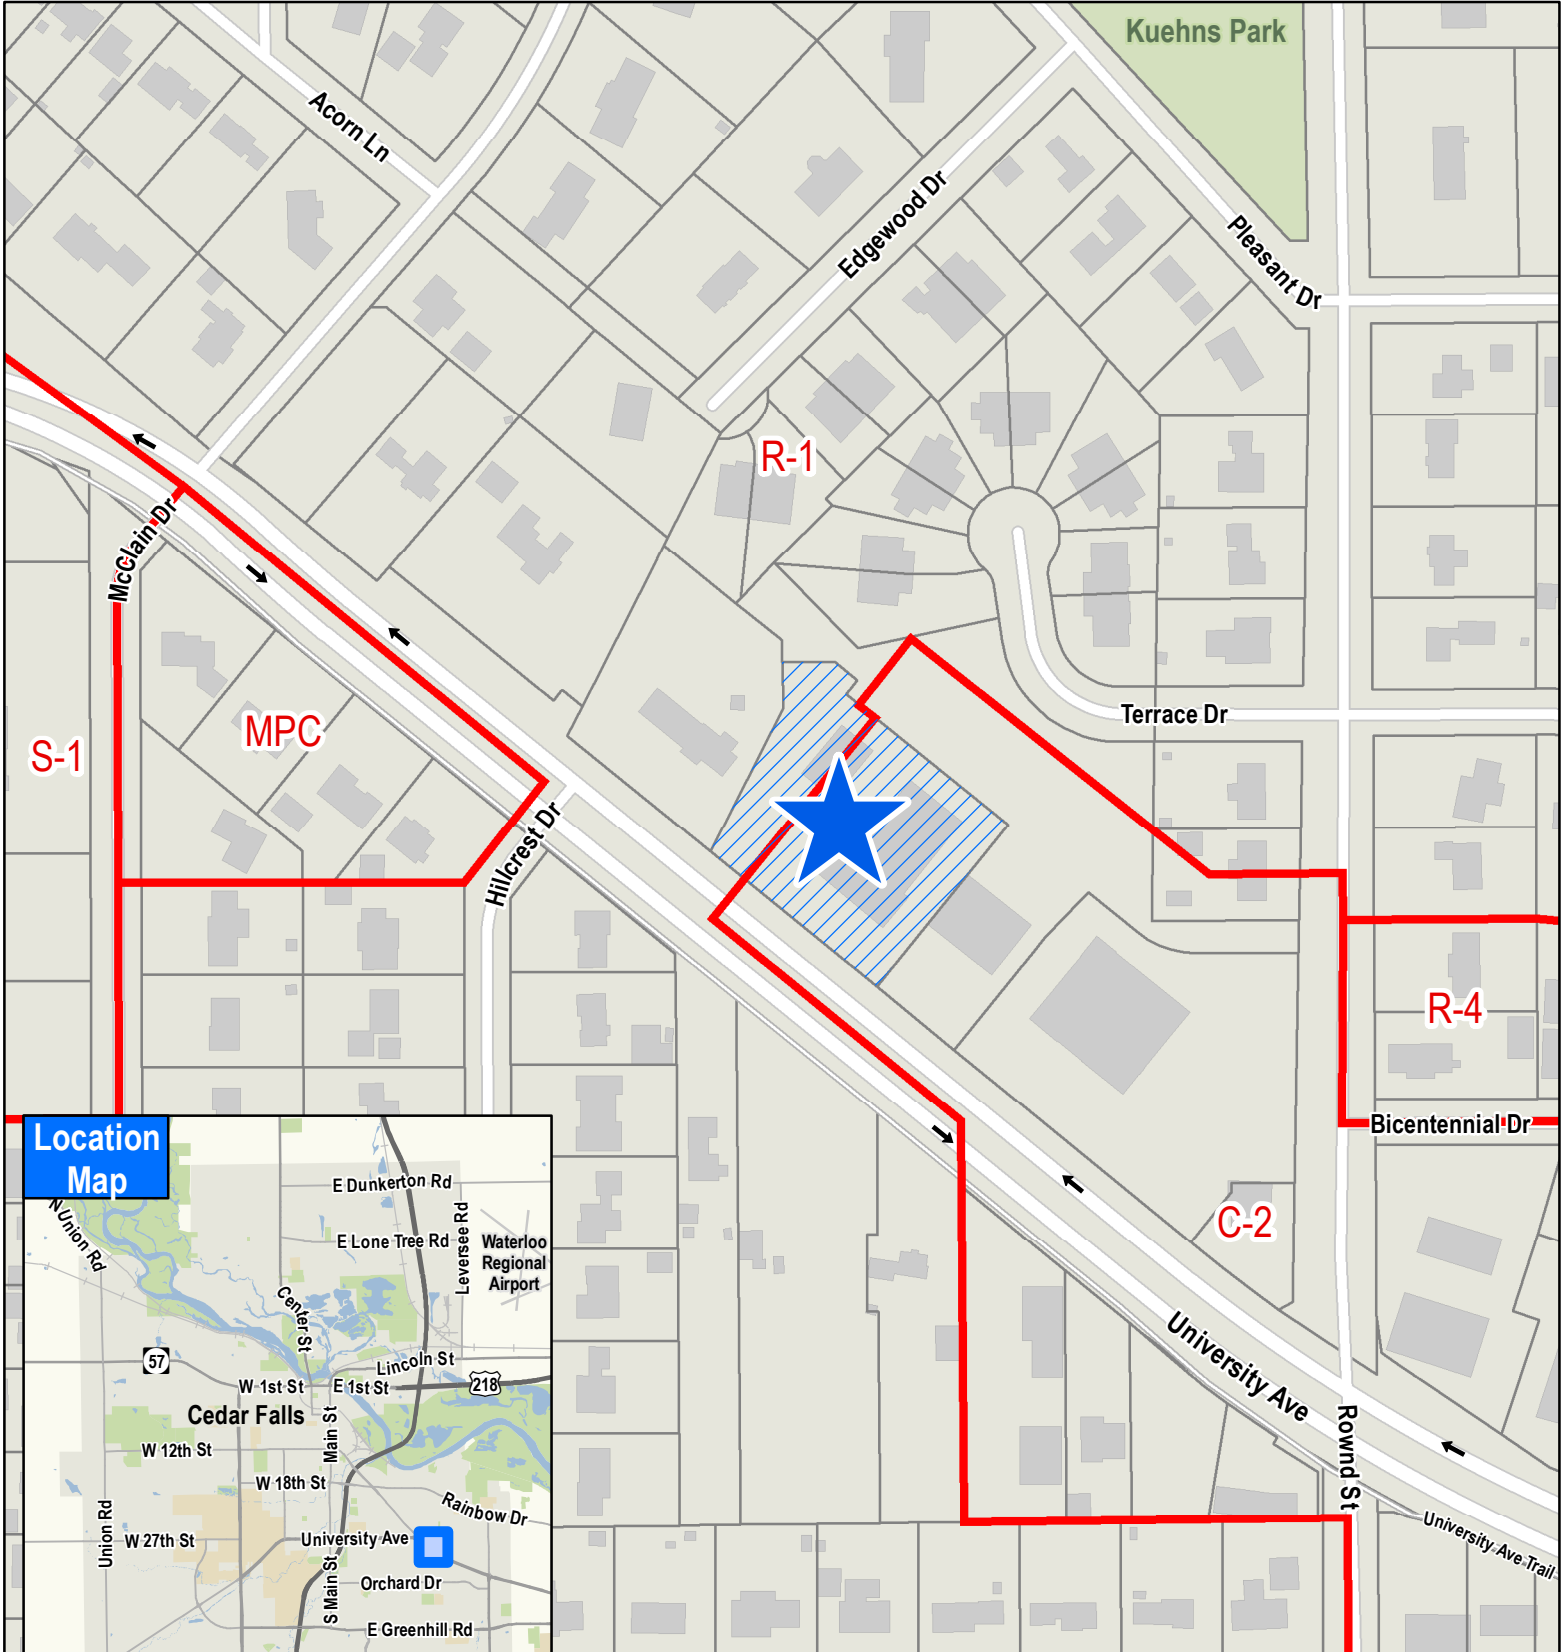 Kuehns Park
Acorn Ln
Edgewood Dr
Pleasant Dr
R-1
McClain Dr
Terrace Dr
MPC
S-1
Hillcrest Dr
R-4
Bicentennial Dr
C-2
University Ave
Rownd St
University Ave Trail
Location
Map
N Union Rd
E Dunkerton Rd
E Lone Tree Rd
Leversee Rd
Waterloo
Regional
Airport
Center St
57
Lincoln St
W 1st St
E 1st St
218
Cedar Falls
Main St
W 12th St
W 18th St
Rainbow Dr
Union Rd
W 27th St
University Ave
S Main St
Orchard Dr
E Greenhill Rd